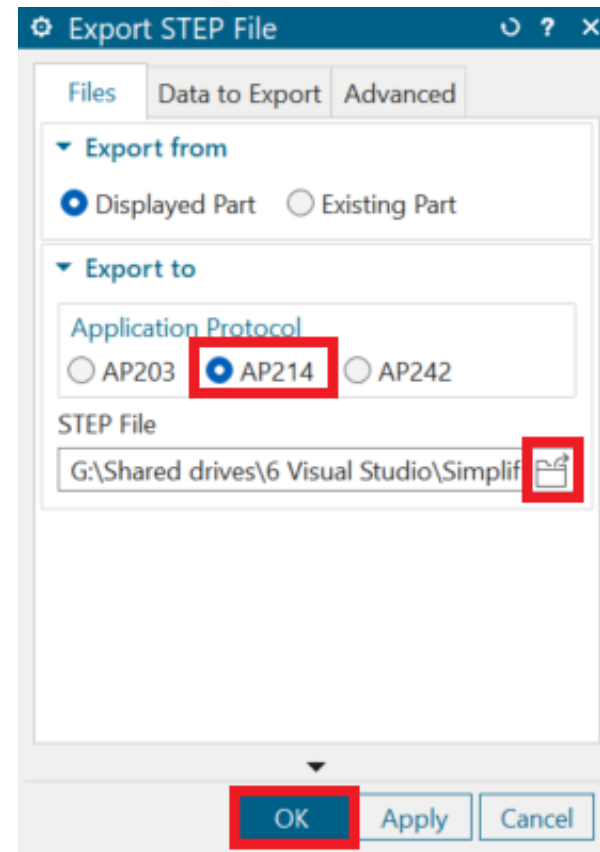 Export STEP File ?
Files Data to Export Advanced
Export from
Displayed Part Existing Part
Export to
Application Protocol
AP203 AP214 AP242
STEP File
G:\Shared drives\6 Visual Studio\Simplif
OK Apply Cancel